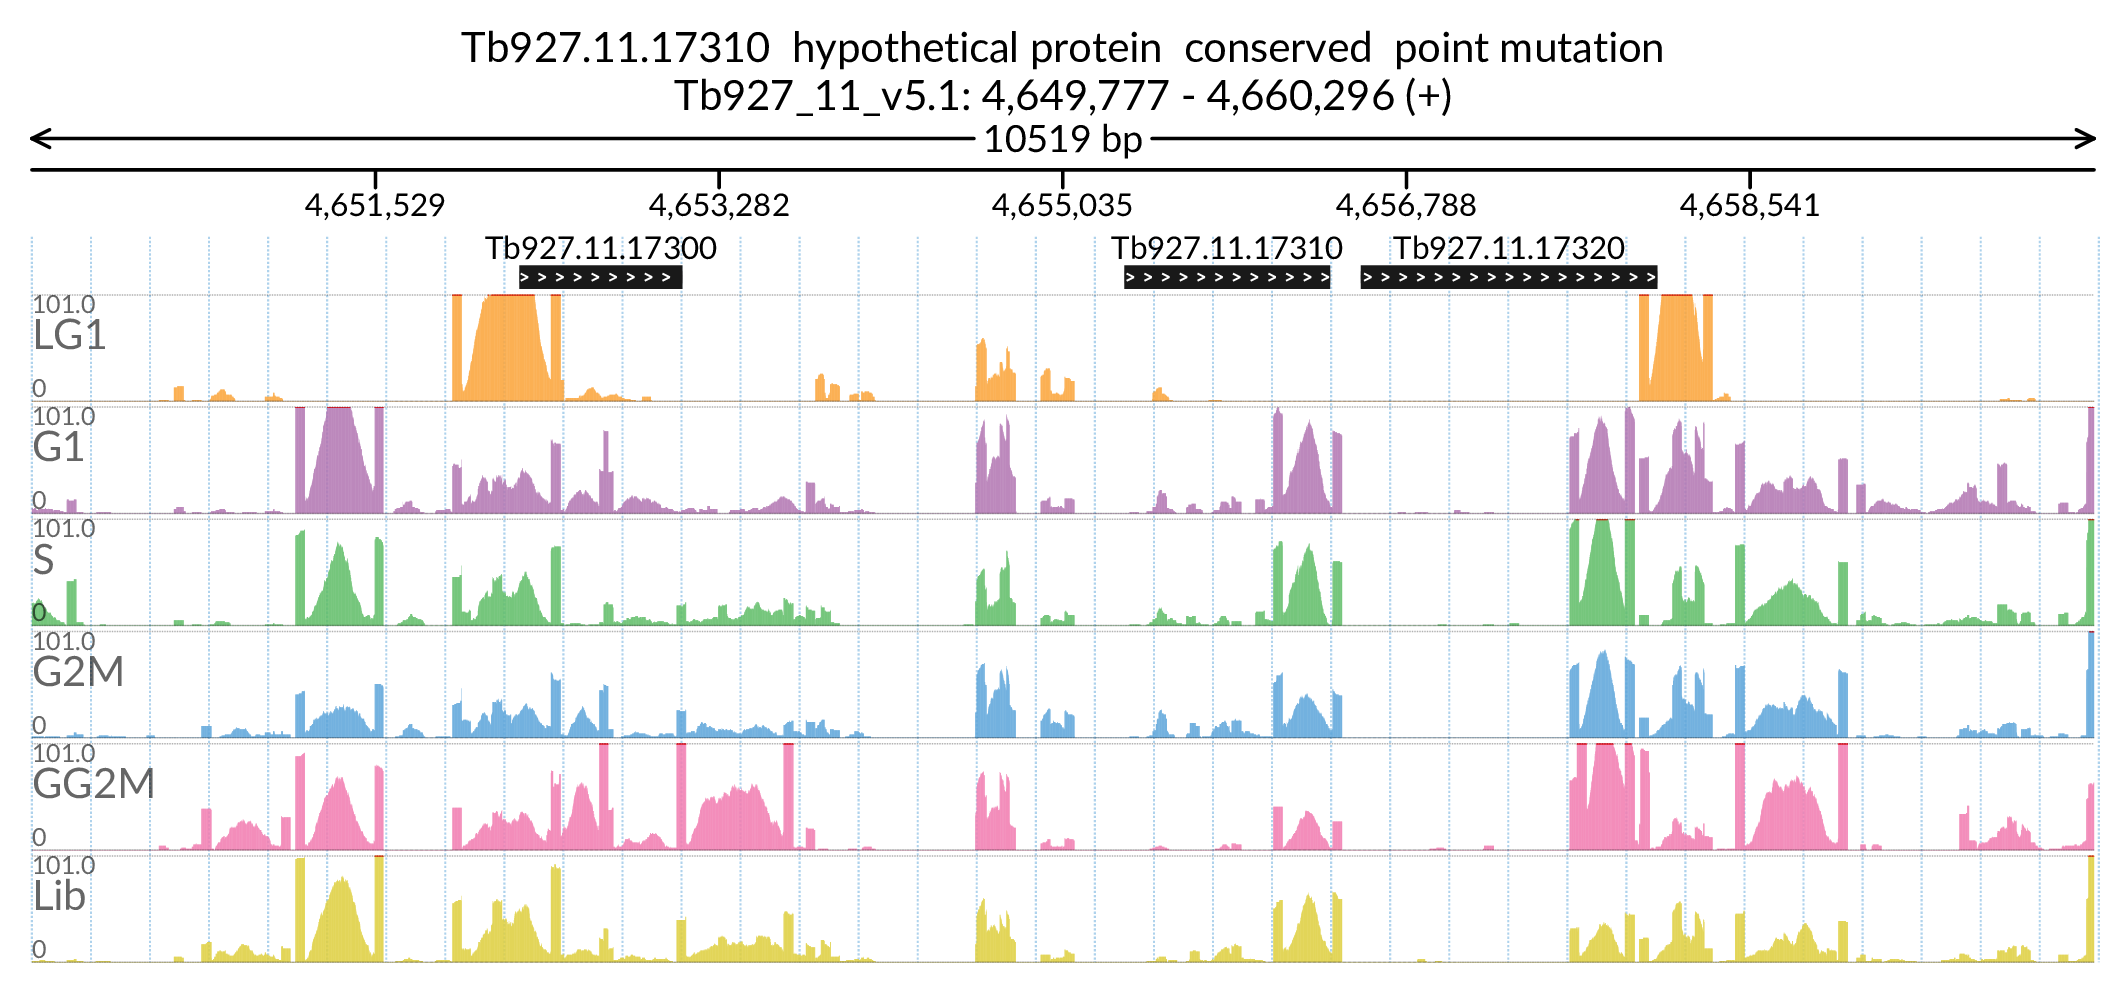 Tb927.11.17310 hypothetical protein conserved point mutation
Tb927_11_v5.1: 4,649,777 - 4,660,296 (+)
10519 bp
4,651,529 4,653,282 4,655,035 4,656,788 4,658,541
Tb927.11.17300 Tb927.11.17310 Tb927.11.17320
101.0
LG1
0
101.0
G1
0
101.0
S
0
101.0
G2M
0
101.0
GG2M
0
101.0
Lib
0